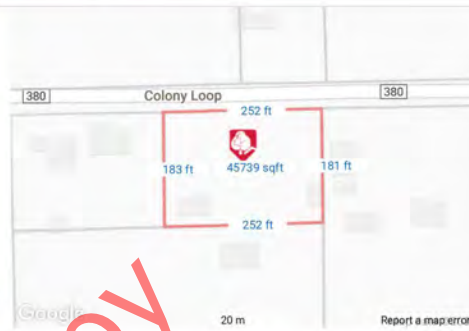 380
Colony Loop
380
252 ft
183 ft
45739 sqft
181 ft
252 ft
Google
20 m
Report a map error